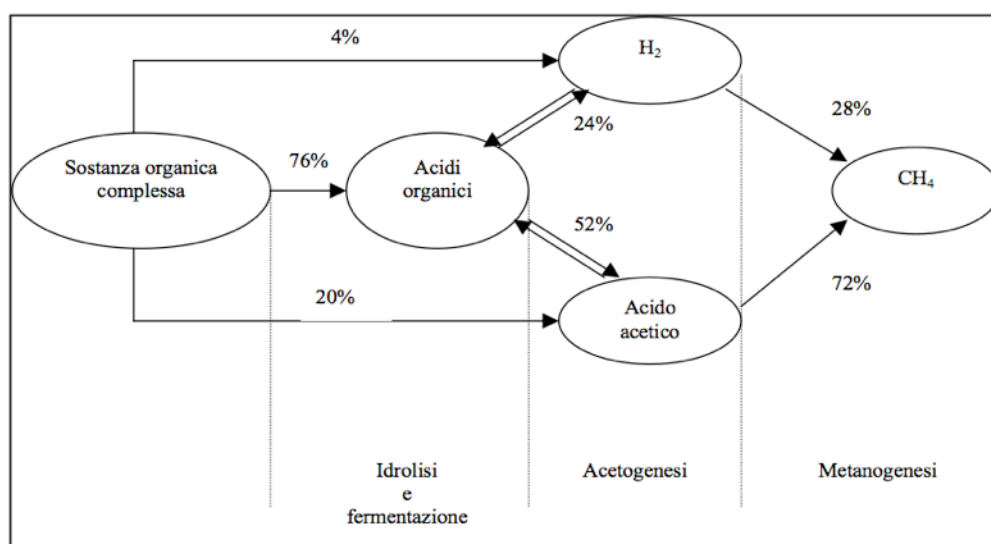 4%
H₂
24%
28%
Sostanza organica
complessa
76%
Acidi
organici
CH₄
52%
72%
20%
Acido
acetico
Idrolisi
e
fermentazione
Acetogenesi
Metanogenesi